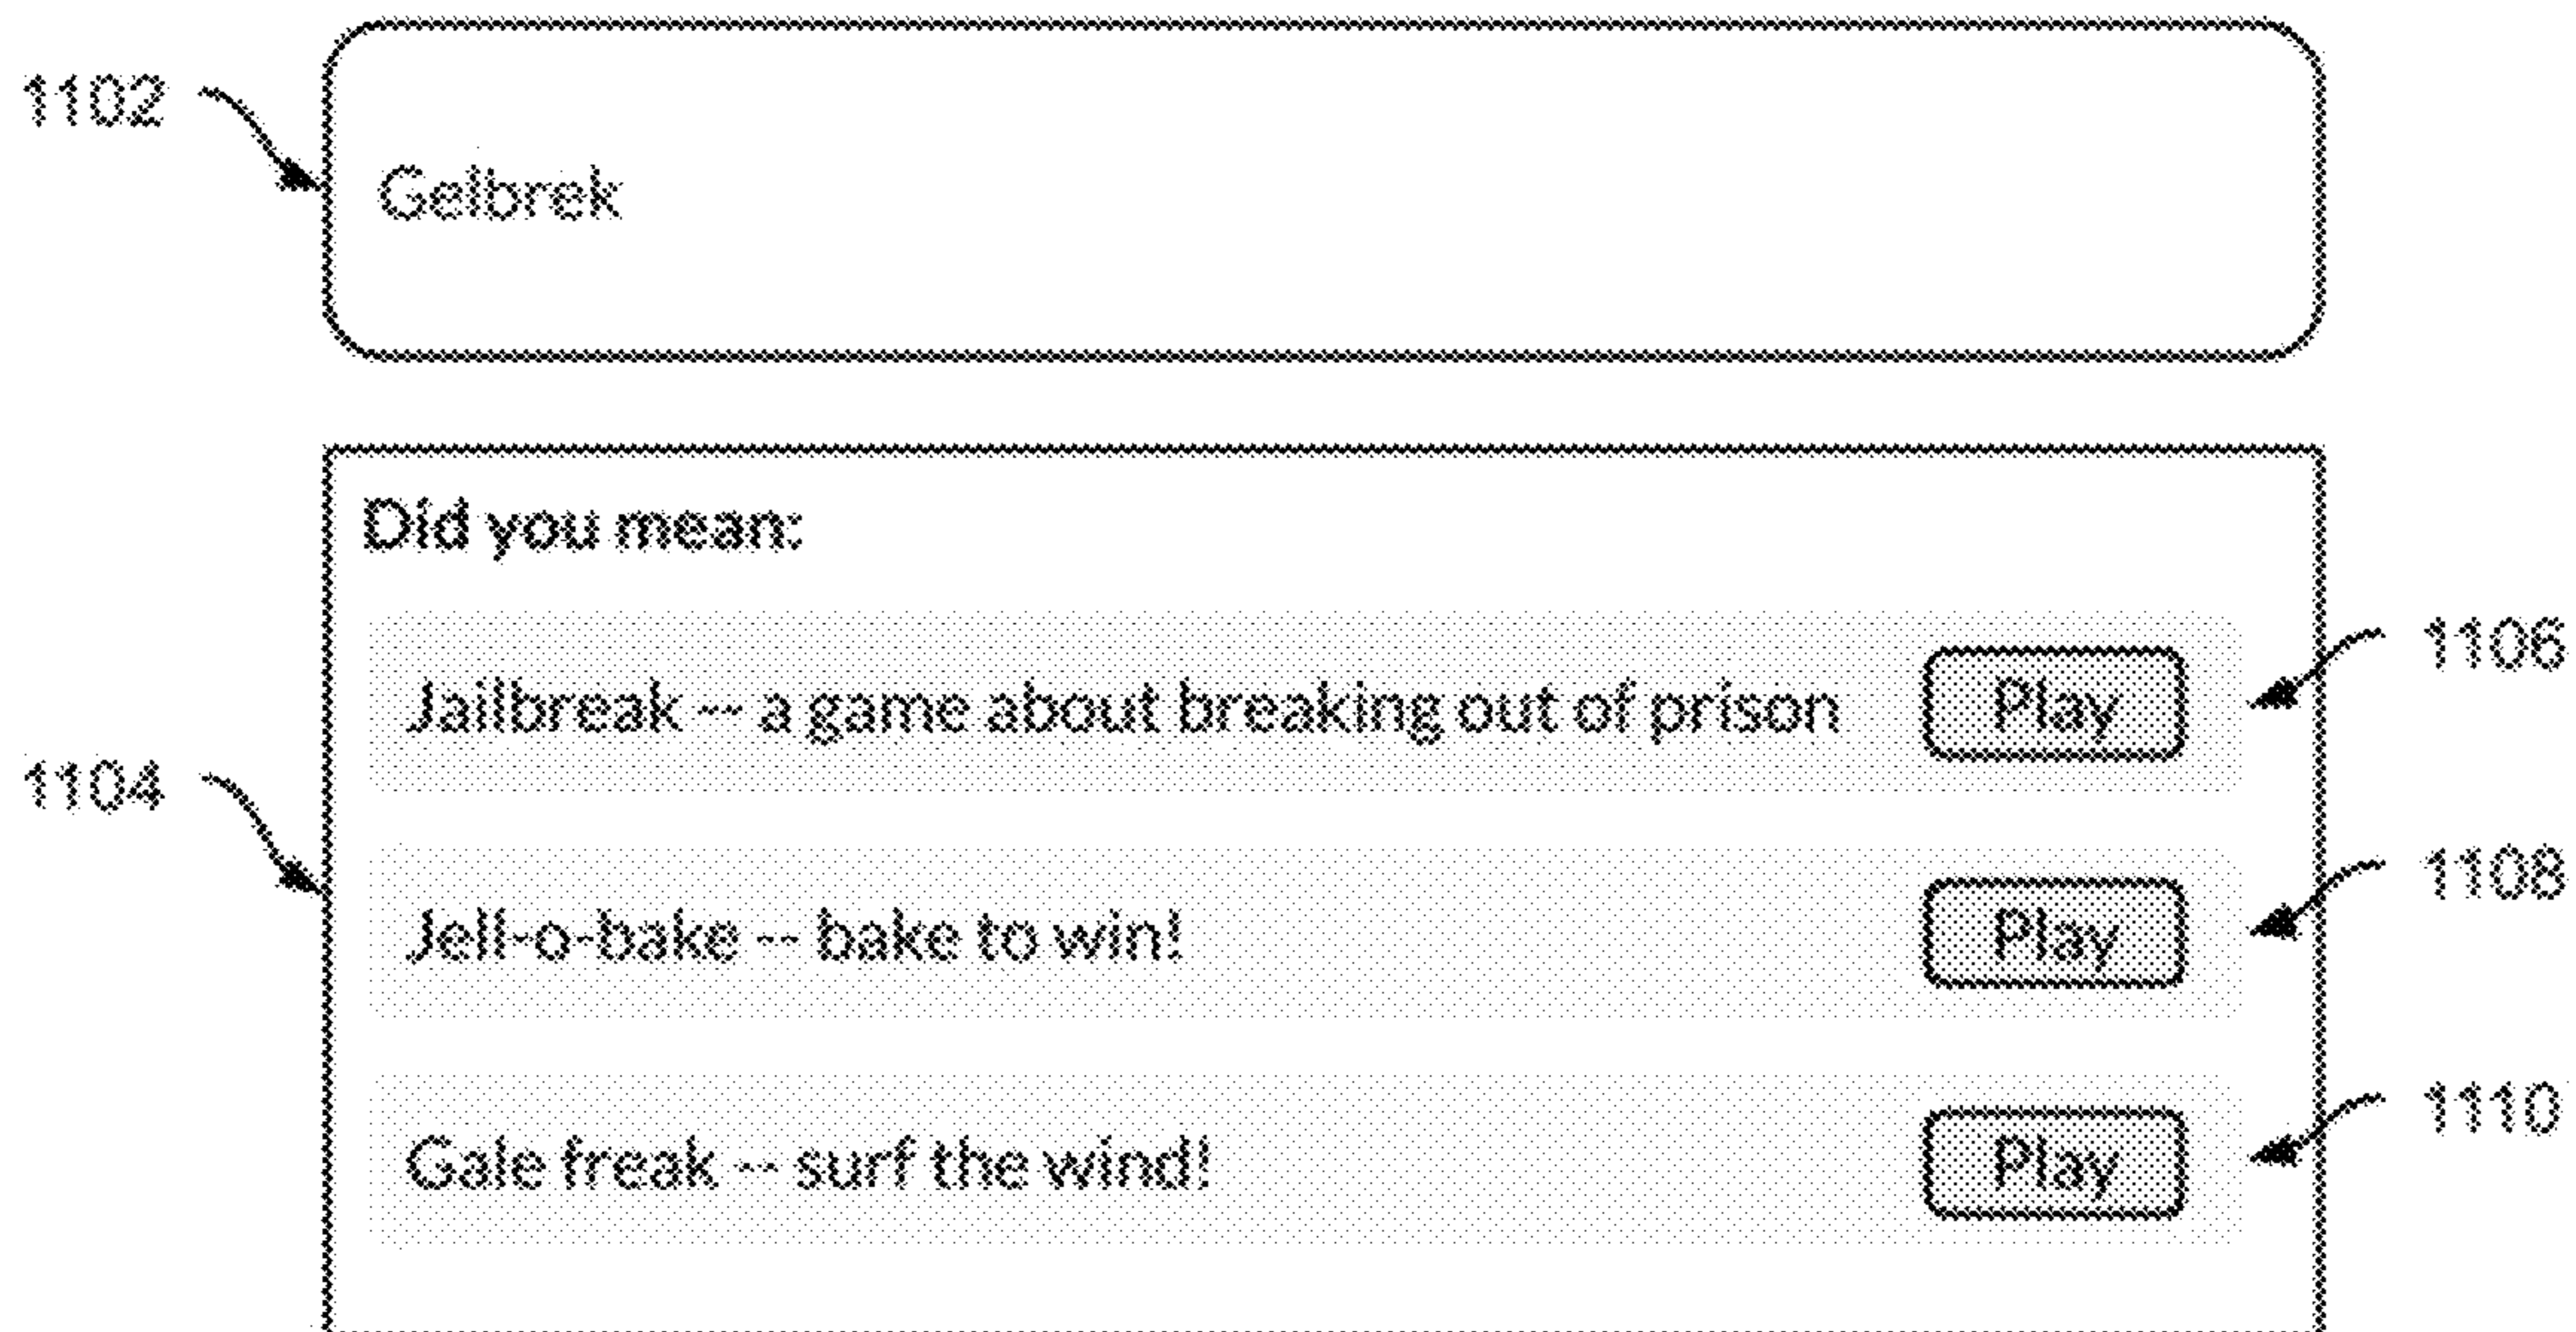 1102
Gelbrek
Did you mean:
Jailbreak -- a game about breaking out of prison Play 1106
1104
Jell-o-bake -- bake to win! Play 1108
Gale freak -- surf the wind! Play 1110